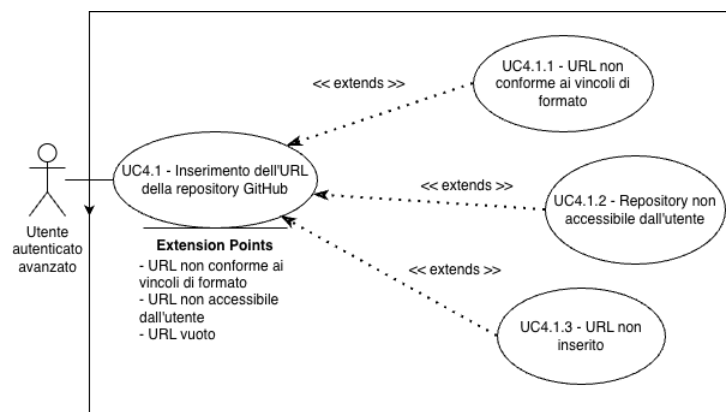 UC4.1.1 - URL non
conforme ai vincoli di
formato
<< extends >>
UC4.1 - Inserimento dell'URL
della repository GitHub
<< extends >>
UC4.1.2 - Repository non
accessibile dall'utente
Utente
autenticato
avanzato
Extension Points
- URL non conforme ai
vincoli di formato
- URL non accessibile
dall'utente
- URL vuoto
<< extends >>
UC4.1.3 - URL non
inserito